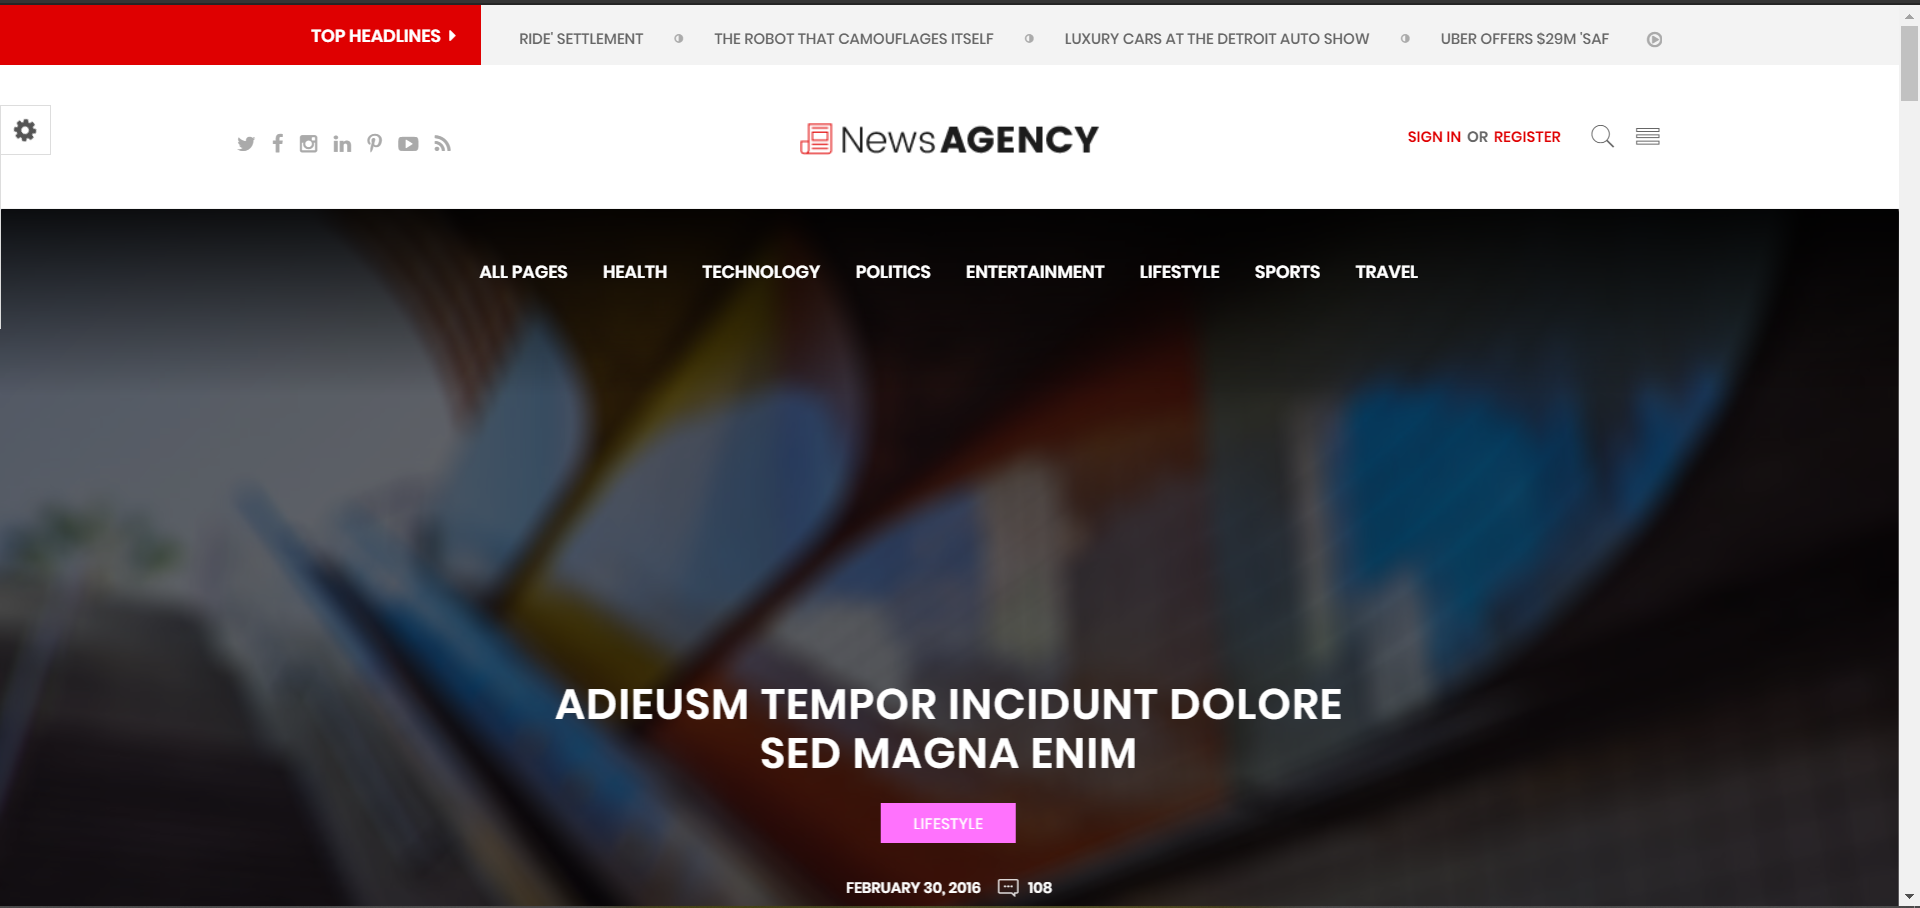 TOP HEADLINES
RIDE' SETTLEMENT THE ROBOT THAT CAMOUFLAGES ITSELF LUXURY CARS AT THE DETROIT AUTO SHOW UBER OFFERS $29M 'SAF
News AGENCY
SIGN IN OR REGISTER
ALL PAGES HEALTH TECHNOLOGY POLITICS ENTERTAINMENT LIFESTYLE SPORTS TRAVEL
ADIEUSM TEMPOR INCIDUNT DOLORE
SED MAGNA ENIM
LIFESTYLE
FEBRUARY 30, 2016 108